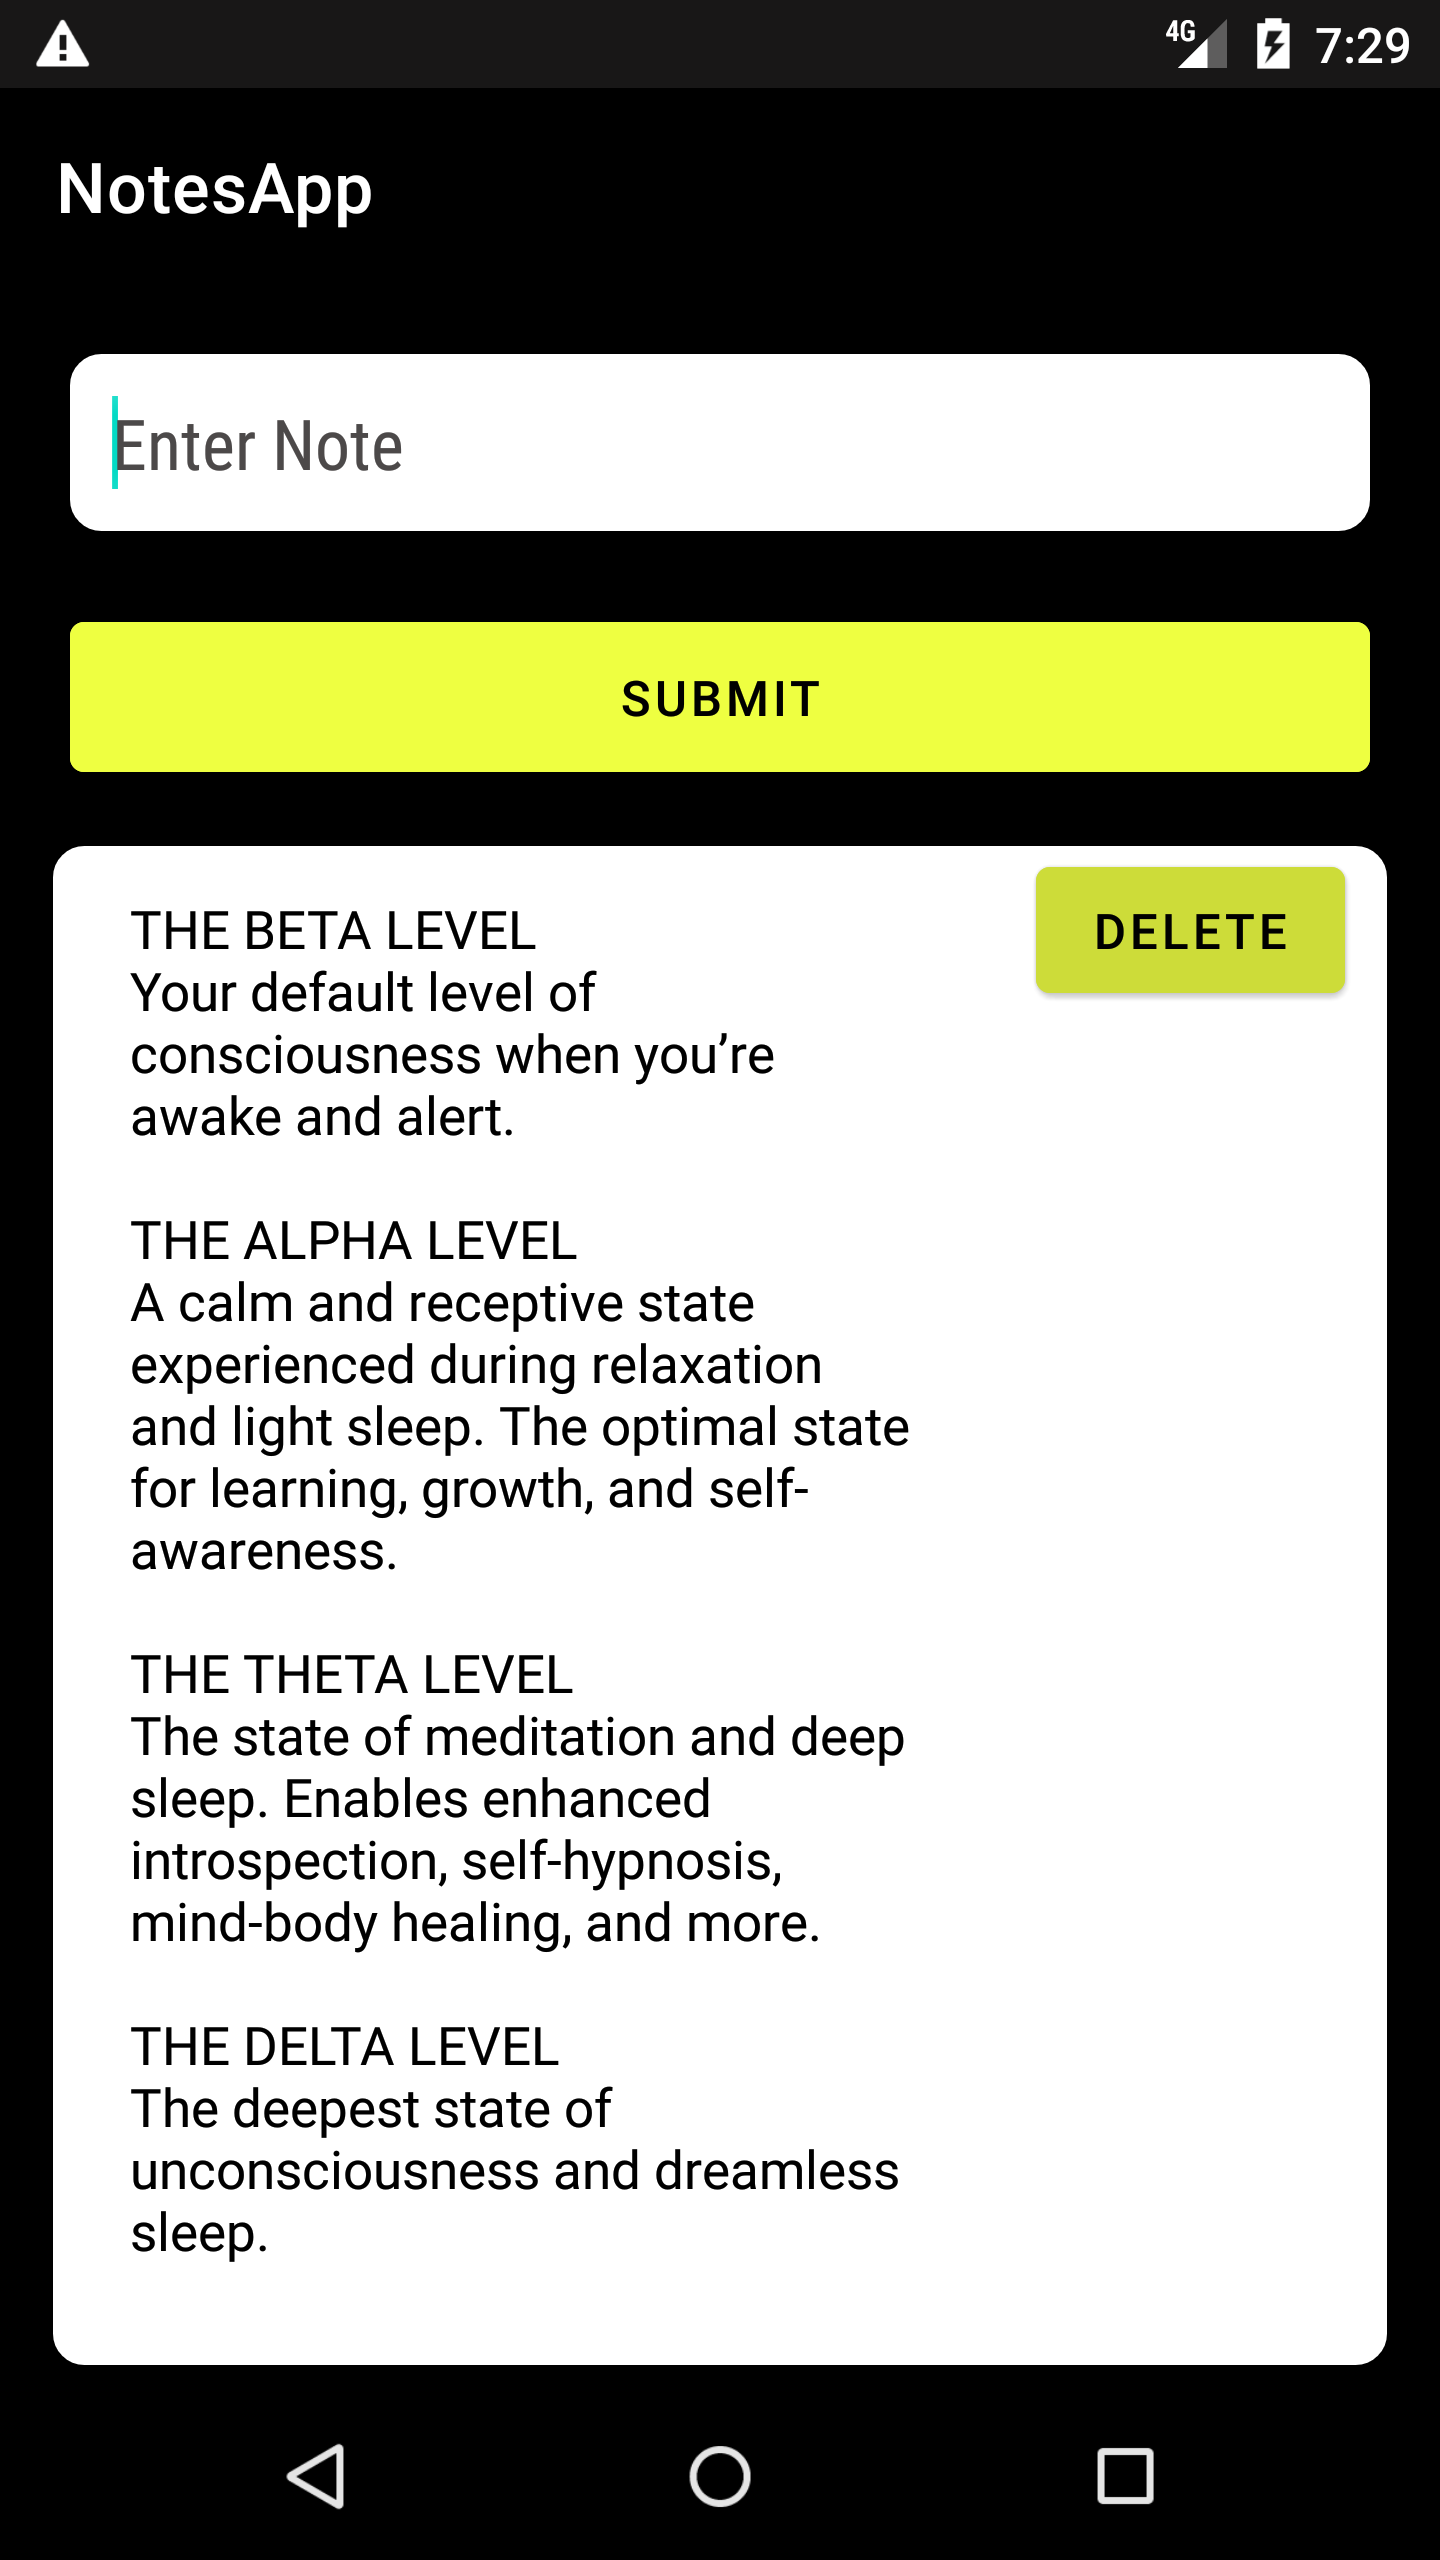 4G 7:29
NotesApp
Enter Note
SUBMIT
DELETE
THE BETA LEVEL
Your default level of
consciousness when you’re
awake and alert.
THE ALPHA LEVEL
A calm and receptive state
experienced during relaxation
and light sleep. The optimal state
for learning, growth, and self-
awareness.
THE THETA LEVEL
The state of meditation and deep
sleep. Enables enhanced
introspection, self-hypnosis,
mind-body healing, and more.
THE DELTA LEVEL
The deepest state of
unconsciousness and dreamless
sleep.